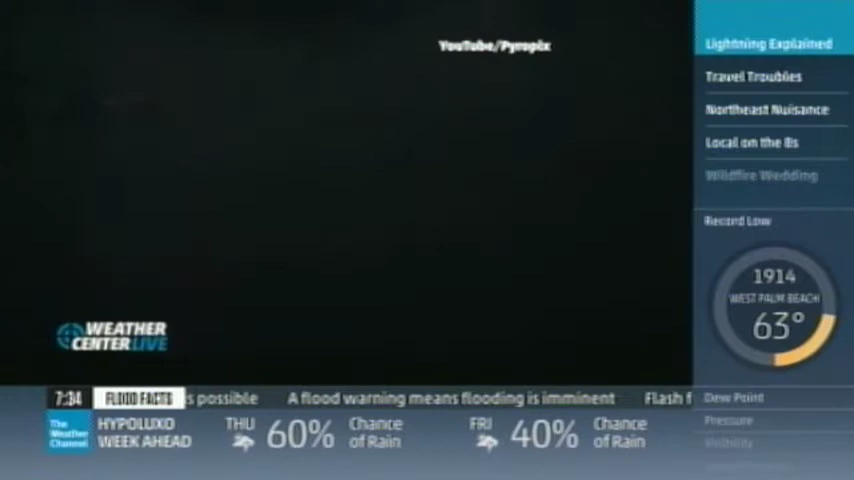 YouTube/Pyropix
Lightning Explained
Travel Troubles
Northeast Nuisance
Local on the 8s
Wildfire Wedding
Record Low
1914
WEST PALM BEACH
63°
WEATHER
CENTER LIVE
7:34
FLOOD FACTS
s possible A flood warning means flooding is imminent Flash f
Dew Point
Pressure
Visibility
The
Weather
Channel
HYPOLUXO
WEEK AHEAD
THU
60%
Chance
of Rain
FRI
40%
Chance
of Rain